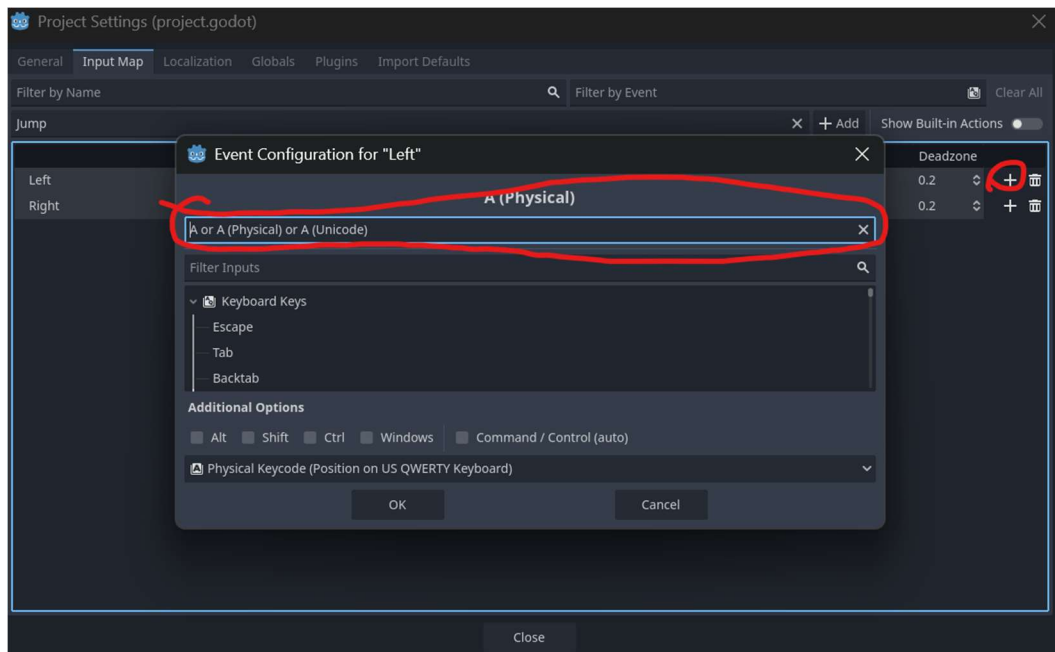 Project Settings (project.godot)
General Input Map Localization Globals Plugins Import Defaults
Filter by Name Filter by Event Clear All
Jump + Add Show Built-in Actions
Event Configuration for "Left"
Deadzone
Left 0.2
Right 0.2
A (Physical)
A or A (Physical) or A (Unicode)
Filter Inputs
Keyboard Keys
Escape
Tab
Backtab
Additional Options
Alt Shift Ctrl Windows Command / Control (auto)
Physical Keycode (Position on US QWERTY Keyboard)
OK Cancel
Close